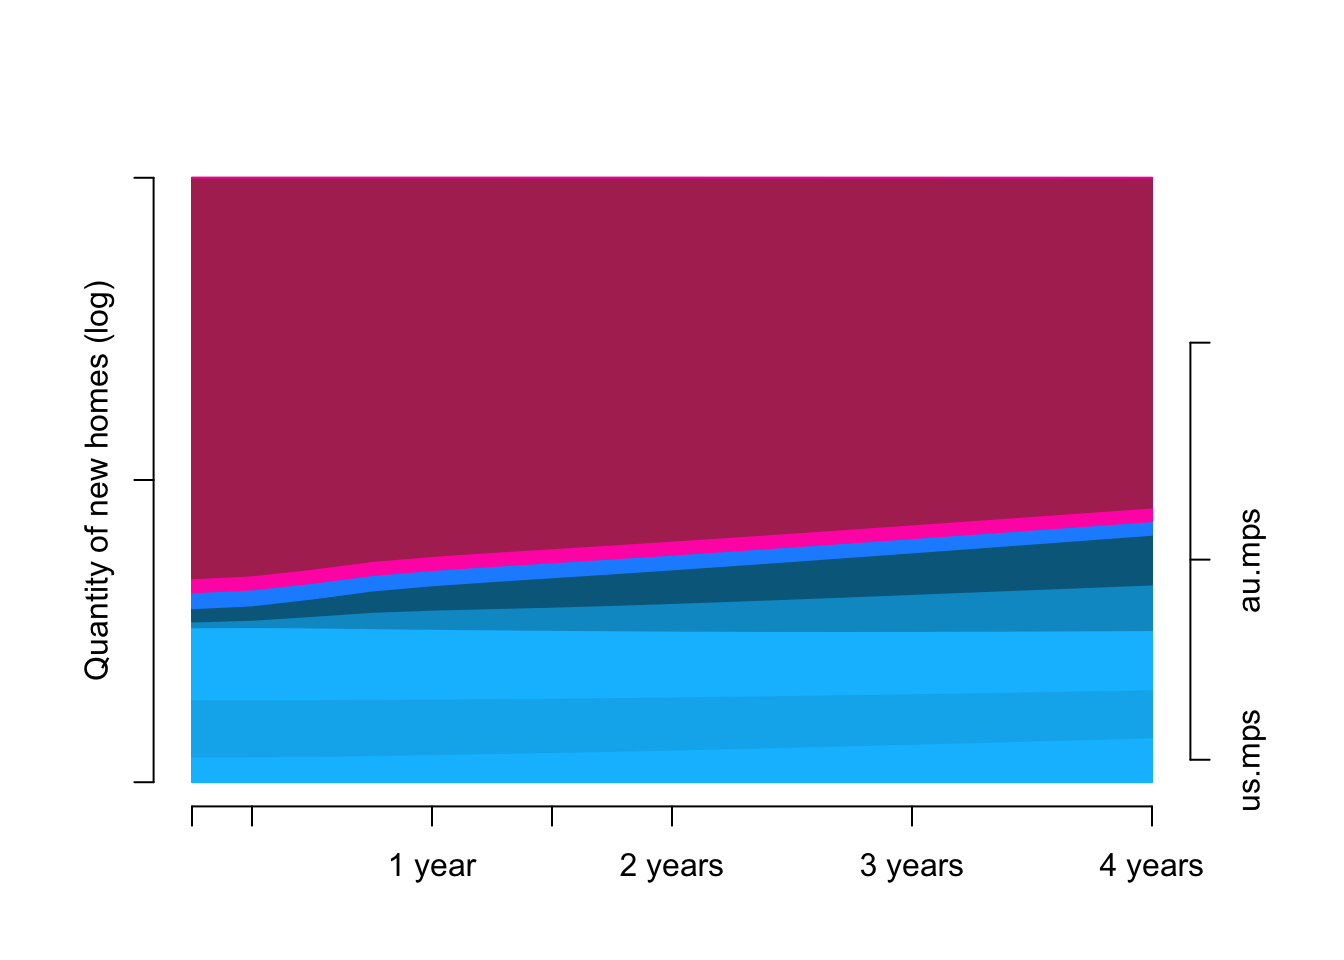 Quantity of new homes (log)
1 year
2 years
3 years
4 years
au.mps
us.mps